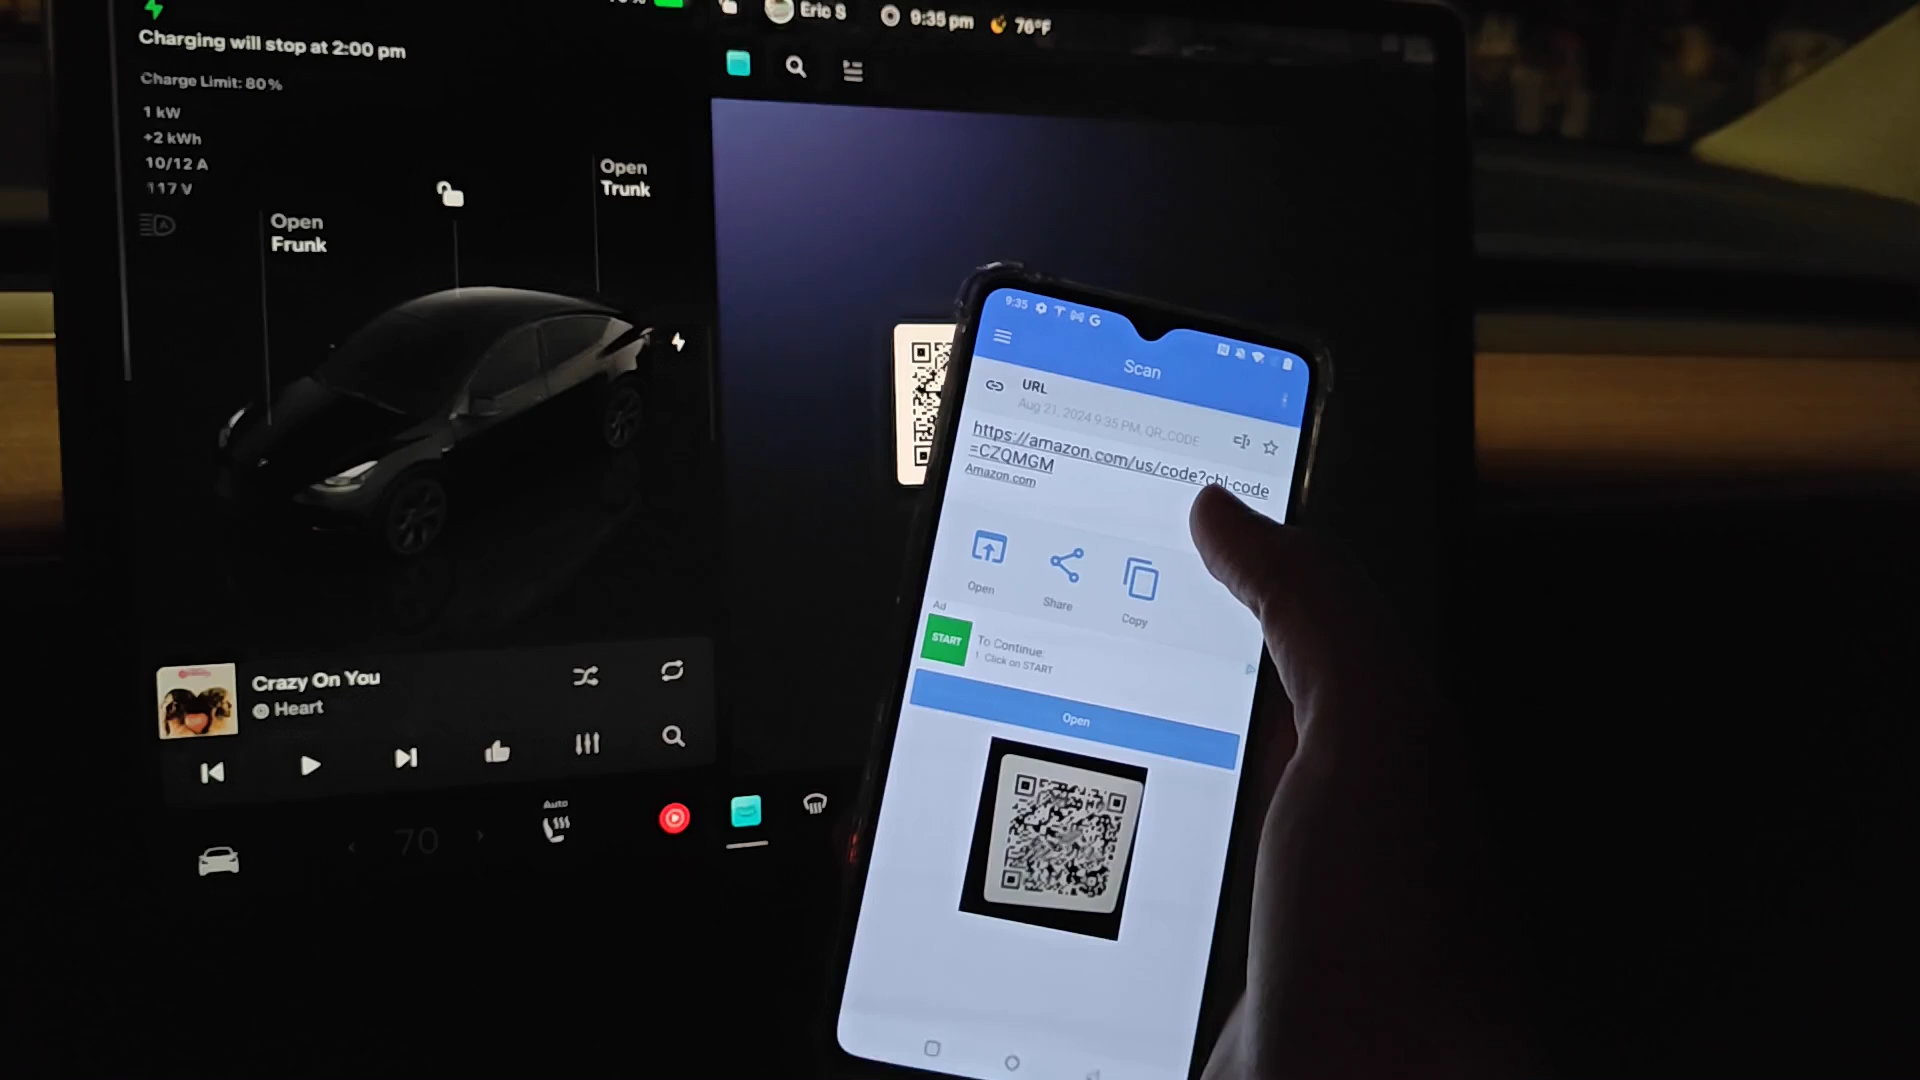 Charging will stop at 2:00 pm
Charge Limit: 80%
1 kW
+2 kWh
10/12 A
117 V
Open
Frunk
Open
Trunk
Eric S
9:35 pm
76°F
Crazy On You
Heart
Auto
70
9:35
Scan
URL
Aug 21, 2024 9:35 PM, QR_CODE
https://amazon.com/us/code?cbl-code
=CZQMGM
Amazon.com
Open
Share
Copy
Ad
START
To Continue:
1. Click on START
Open